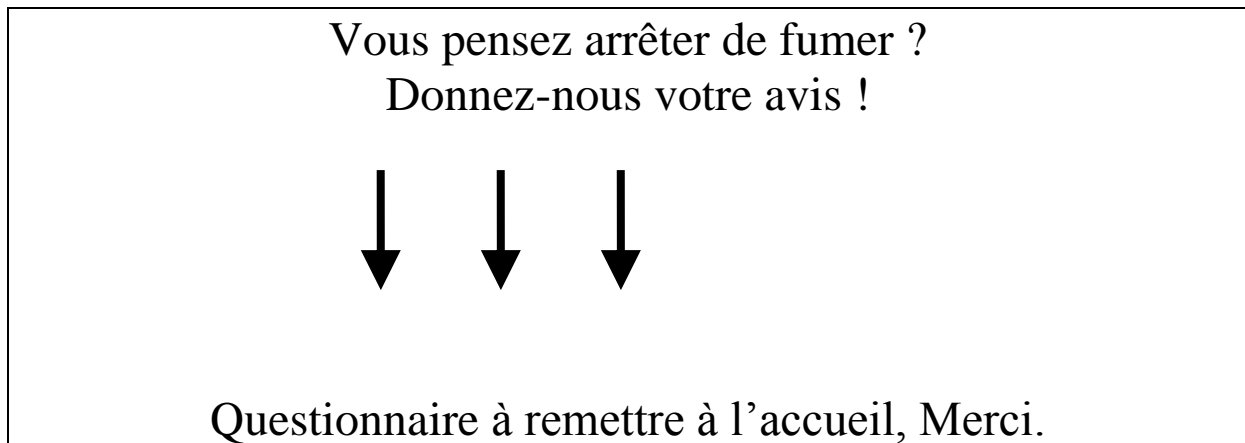 Vous pensez arrêter de fumer ?
Donnez-nous votre avis !
Questionnaire à remettre à l’accueil, Merci.